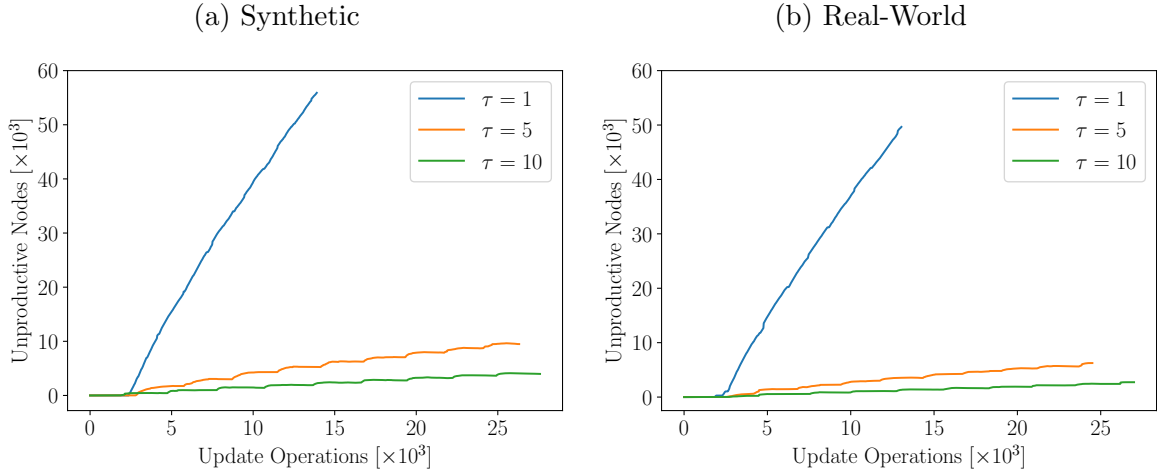 (a) Synthetic
60
50
40
30
20
10
0
Unproductive Nodes [×10³]
τ = 1
τ = 5
τ = 10
0 5 10 15 20 25
Update Operations [×10³]
(b) Real-World
60
50
40
30
20
10
0
Unproductive Nodes [×10³]
τ = 1
τ = 5
τ = 10
0 5 10 15 20 25
Update Operations [×10³]